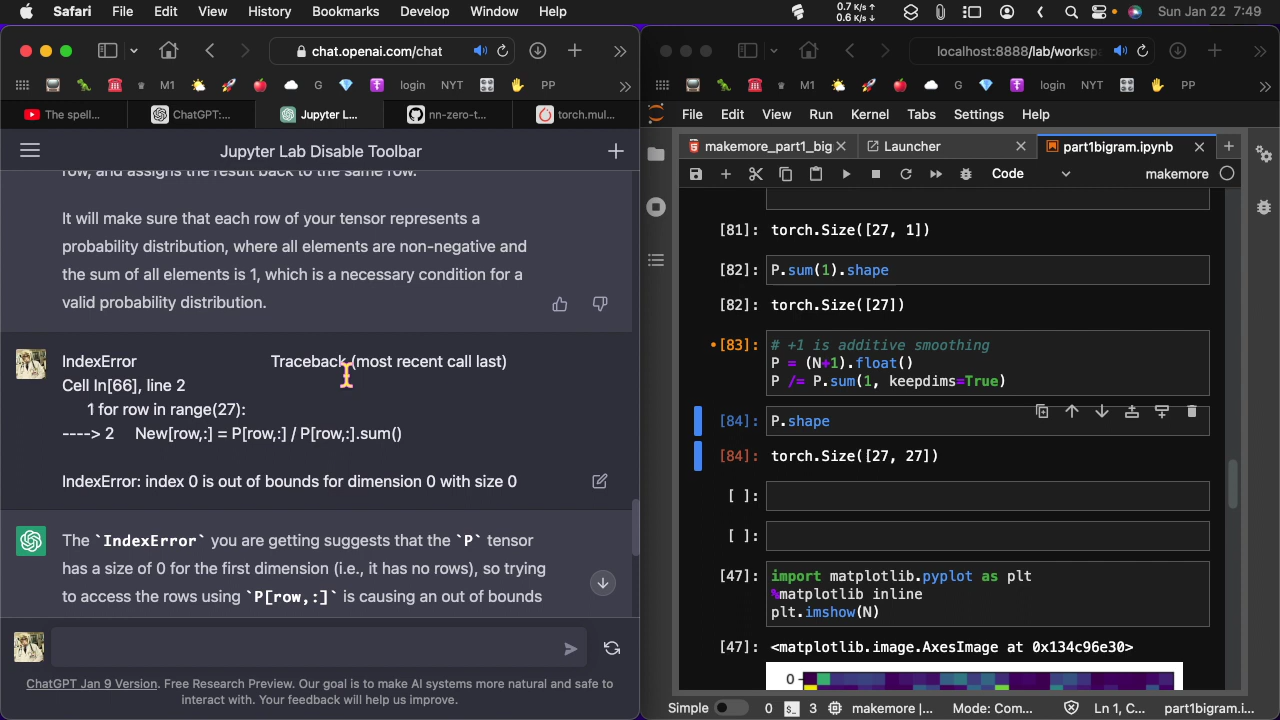 Safari File Edit View History Bookmarks Develop Window Help
0.7 K/s ↑
0.6 K/s ↓
Sun Jan 22 7:49
chat.openai.com/chat
M1 G login NYT PP
The spell...
ChatGPT:...
Jupyter L...
nn-zero-t...
torch.mul...
Jupyter Lab Disable Toolbar
row, and assigns the result back to the same row.
It will make sure that each row of your tensor represents a
probability distribution, where all elements are non-negative and
the sum of all elements is 1, which is a necessary condition for a
valid probability distribution.
IndexError Traceback (most recent call last)
Cell In[66], line 2
1 for row in range(27):
----> 2 New[row,:] = P[row,:] / P[row,:].sum()
IndexError: index 0 is out of bounds for dimension 0 with size 0
The `IndexError` you are getting suggests that the `P` tensor
has a size of 0 for the first dimension (i.e., it has no rows), so trying
to access the rows using `P[row,:]` is causing an out of bounds
ChatGPT Jan 9 Version. Free Research Preview. Our goal is to make AI systems more natural and safe to
interact with. Your feedback will help us improve.
localhost:8888/lab/worksp
M1 G login NYT PP
File Edit View Run Kernel Tabs Settings Help
makemore_part1_big
Launcher
part1bigram.ipynb
Code
makemore
[81]: torch.Size([27, 1])
[82]: P.sum(1).shape
[82]: torch.Size([27])
[83]: # +1 is additive smoothing
P = (N+1).float()
P /= P.sum(1, keepdims=True)
[84]: P.shape
[84]: torch.Size([27, 27])
[ ]:
[ ]:
[47]: import matplotlib.pyplot as plt
%matplotlib inline
plt.imshow(N)
[47]: <matplotlib.image.AxesImage at 0x134c96e30>
0
Simple 0 3 makemore |... Mode: Com... Ln 1, C... part1bigram.i...